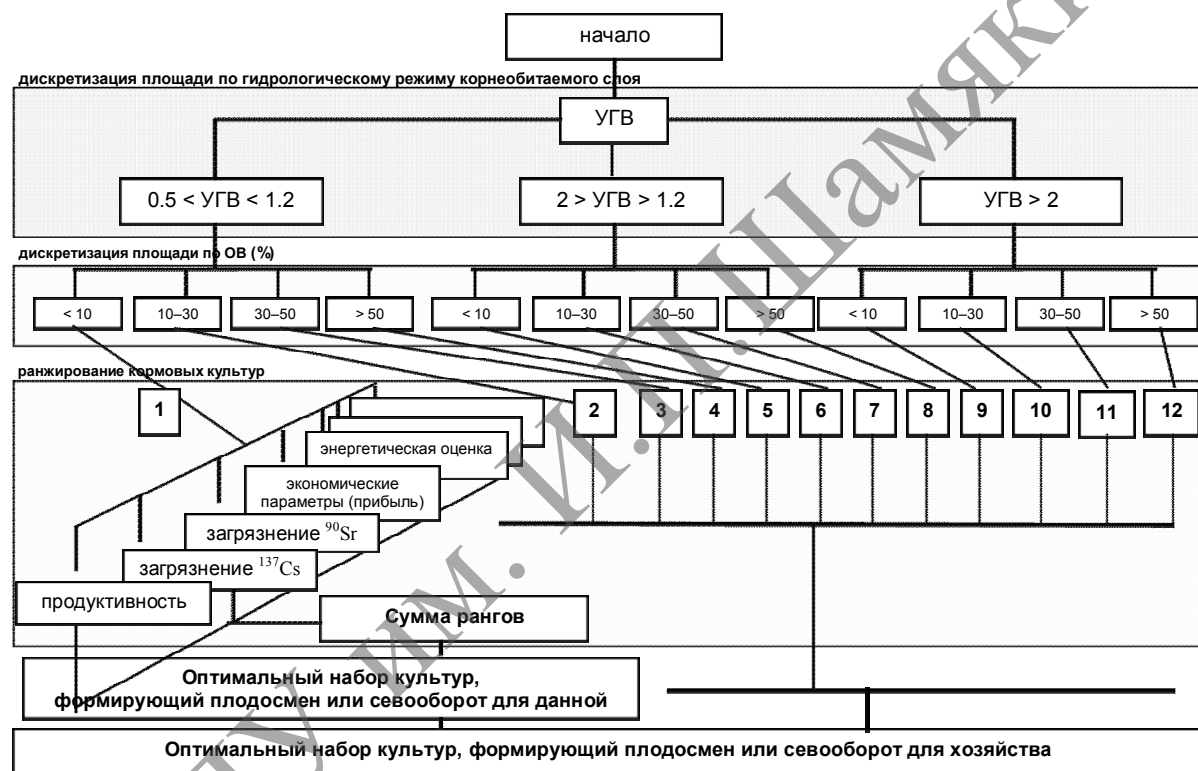 начало
дискретизация площади по гидрологическому режиму корнеобитаемого слоя
УГВ
0.5 < УГВ < 1.2
2 > УГВ > 1.2
УГВ > 2
дискретизация площади по ОВ (%)
< 10
10–30
30–50
> 50
< 10
10–30
30–50
> 50
< 10
10–30
30–50
> 50
ранжирование кормовых культур
1
2
3
4
5
6
7
8
9
10
11
12
энергетическая оценка
экономические
параметры (прибыль)
загрязнение ⁹⁰Sr
загрязнение ¹³⁷Cs
продуктивность
Сумма рангов
Оптимальный набор культур,
формирующий плодосмен или севооборот для данной
Оптимальный набор культур, формирующий плодосмен или севооборот для хозяйства
им. И.П. Шамяк